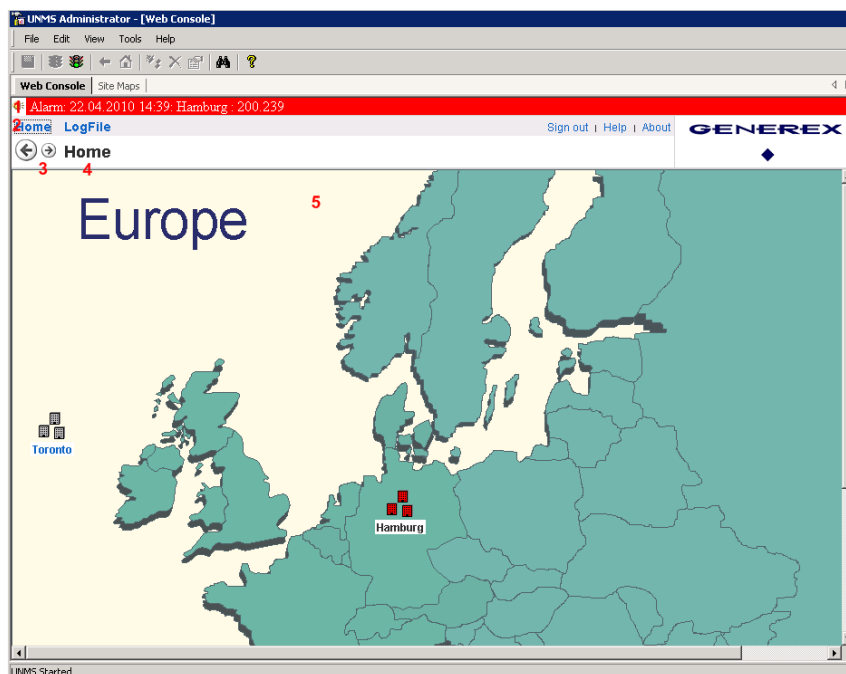 UNMS Administrator - [Web Console]
File Edit View Tools Help
Web Console Site Maps
Alarm: 22.04.2010 14:39: Hamburg : 200.239
2 Home LogFile Sign out | Help | About GENEREX
Home
3 4
5
Europe
Toronto
Hamburg
UNMS Started